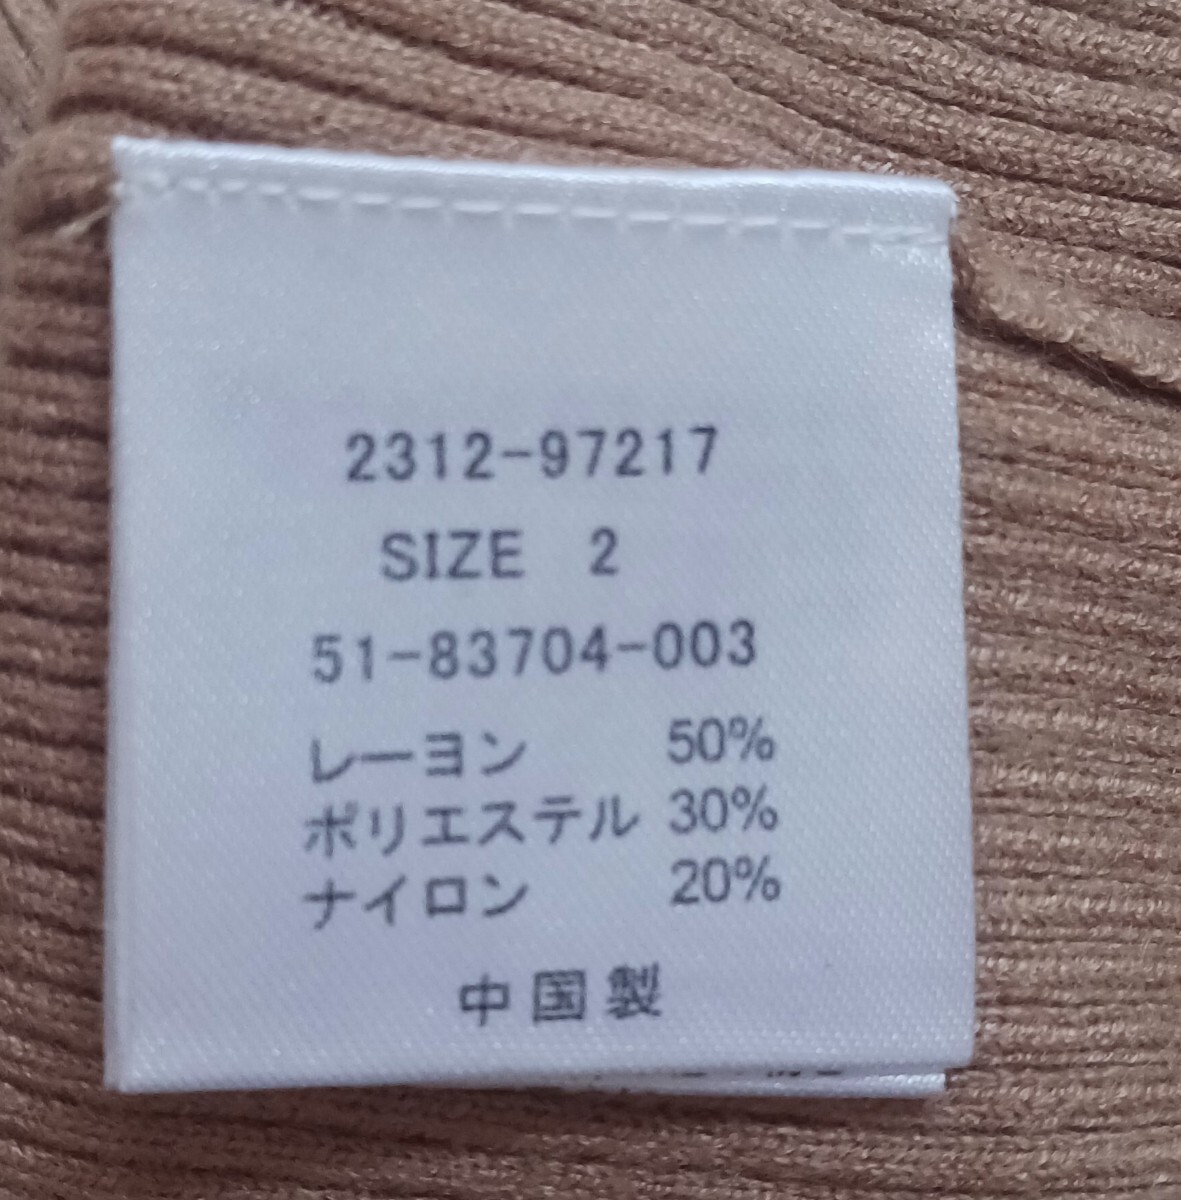 2312-97217
SIZE 2
51-83704-003
レーヨン 50%
ポリエステル 30%
ナイロン 20%
中国製